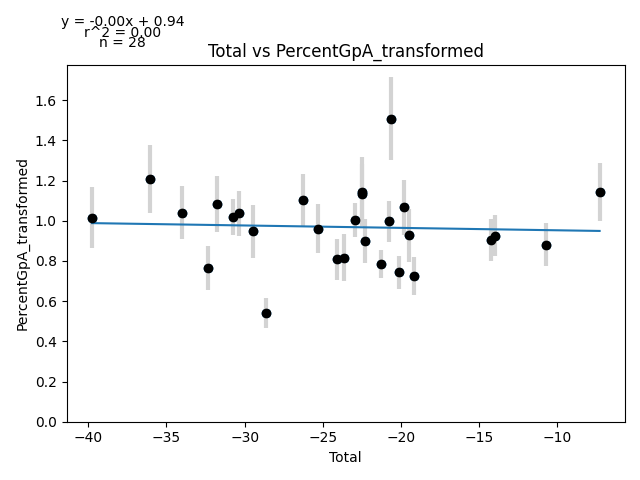 y = -0.00x + 0.94
r^2 = 0.00
n = 28
Total vs PercentGpA_transformed
PercentGpA_transformed
1.6
1.4
1.2
1.0
0.8
0.6
0.4
0.2
0.0
−40
−35
−30
−25
−20
−15
−10
Total